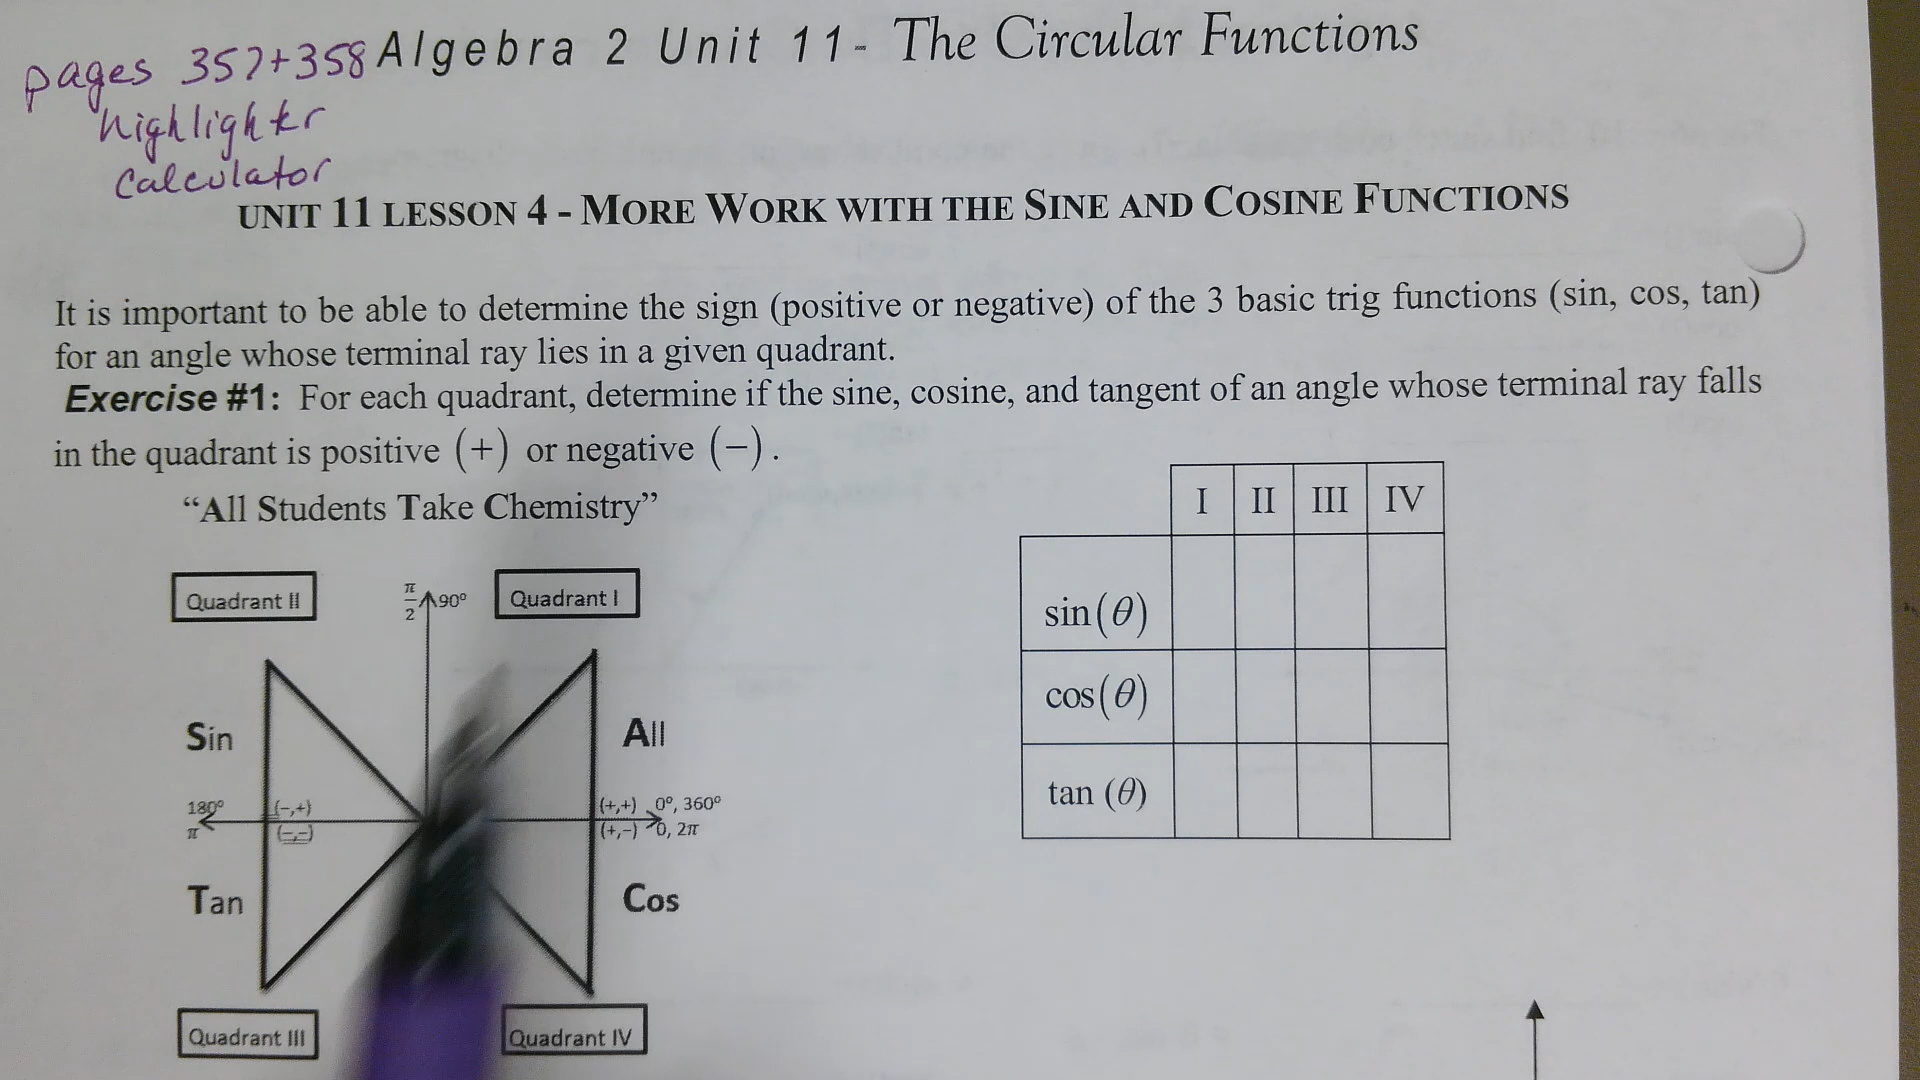 pages 357+358 Algebra 2 Unit 11- The Circular Functions
highlighter
calculator
UNIT 11 LESSON 4 - MORE WORK WITH THE SINE AND COSINE FUNCTIONS
It is important to be able to determine the sign (positive or negative) of the 3 basic trig functions (sin, cos, tan)
for an angle whose terminal ray lies in a given quadrant.
Exercise #1: For each quadrant, determine if the sine, cosine, and tangent of an angle whose terminal ray falls
in the quadrant is positive (+) or negative (−).
“All Students Take Chemistry”
I II III IV
Quadrant II π/2 90° Quadrant I
sin(θ)
cos(θ)
Sin All
tan (θ)
180° (−,+) (+,+) 0°, 360°
π (−,−) (+,−) 0, 2π
Tan Cos
Quadrant III Quadrant IV